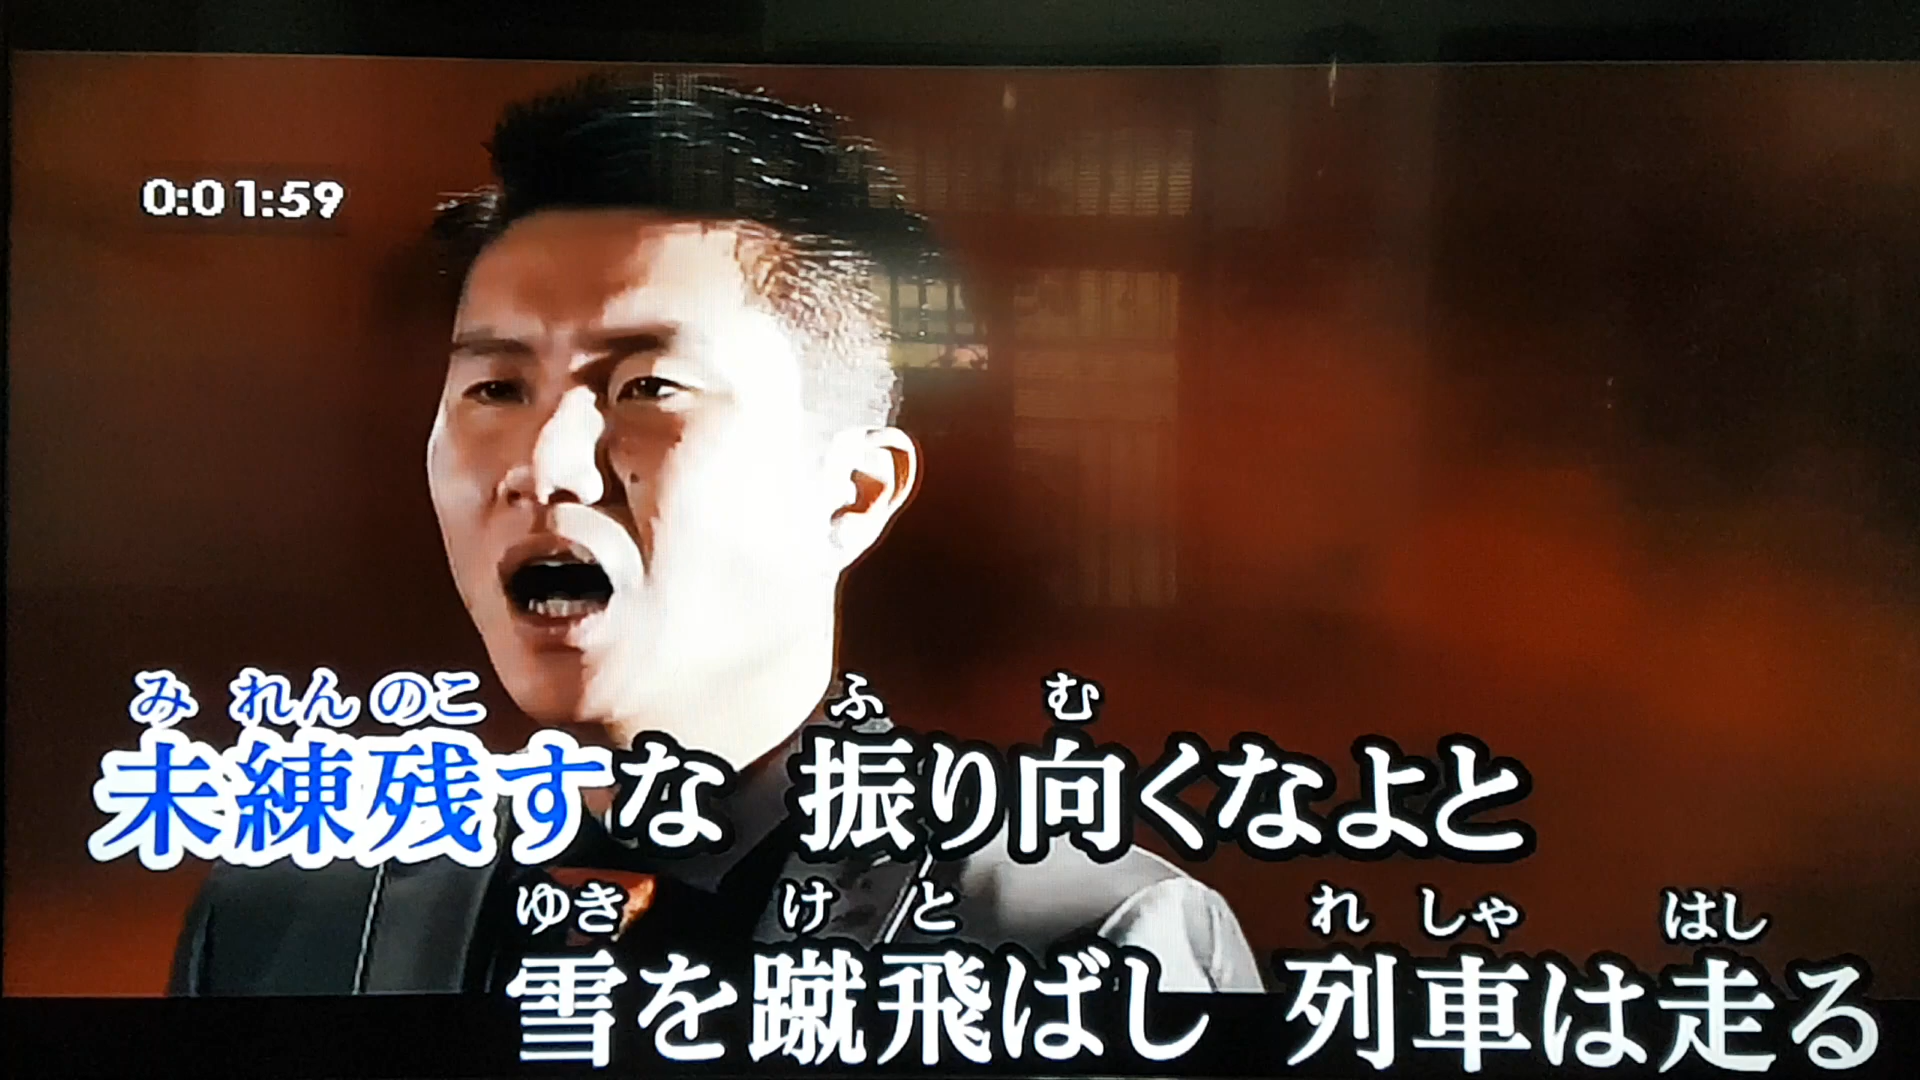 0:01:59
み れん のこ ふ む
未練残すな 振り向くなよと
ゆき け と れ しゃ はし
雪を蹴飛ばし 列車は走る